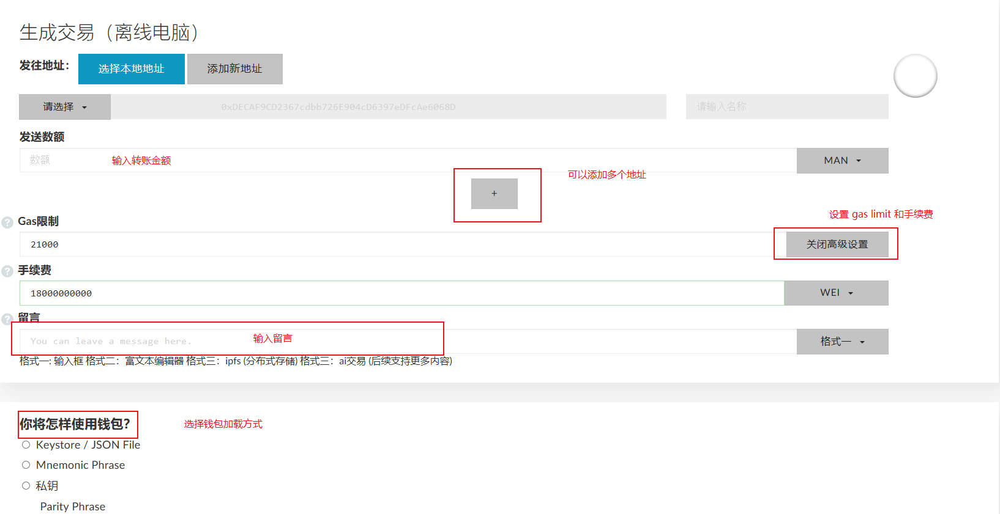 生成交易（离线电脑）
发往地址：
选择本地地址
添加新地址
请选择
0xDECAF9CD2367cdbb726E904cD6397eDFcAe6068D
请输入名称
发送数额
数额
输入转账金额
MAN
可以添加多个地址
+
设置 gas limit 和手续费
? Gas限制
21000
关闭高级设置
? 手续费
18000000000
WEI
? 留言
You can leave a message here.
输入留言
格式一
格式一: 输入框 格式二：富文本编辑器 格式三：ipfs (分布式存储) 格式三：ai交易 (后续支持更多内容)
你将怎样使用钱包?
选择钱包加载方式
Keystore / JSON File
Mnemonic Phrase
私钥
Parity Phrase